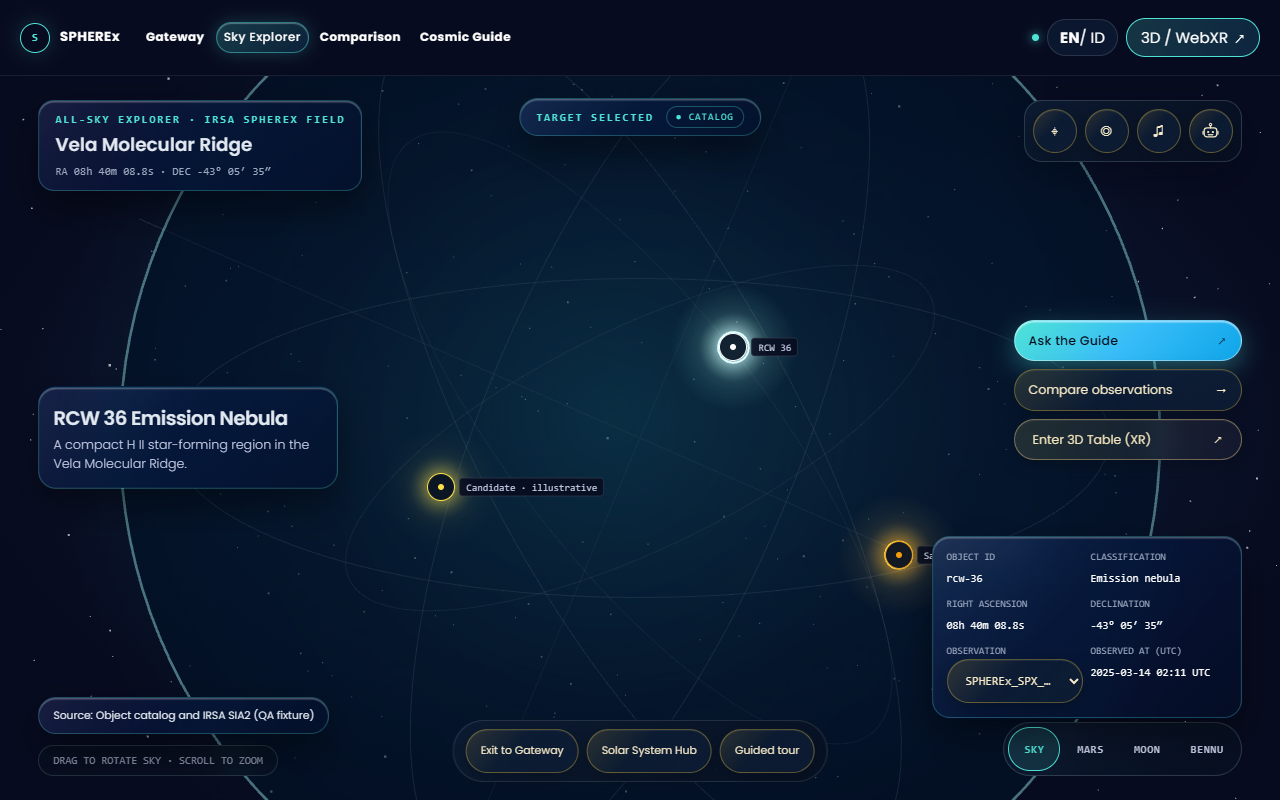 S SPHEREx Gateway Sky Explorer Comparison Cosmic Guide EN/ ID 3D / WebXR ↗
ALL-SKY EXPLORER · IRSA SPHEREX FIELD
Vela Molecular Ridge
RA 08h 40m 08.8s · DEC -43° 05′ 35″
TARGET SELECTED • CATALOG
RCW 36
Ask the Guide ↗
Compare observations →
Enter 3D Table (XR) ↗
RCW 36 Emission Nebula
A compact H II star-forming region in the
Vela Molecular Ridge.
Candidate · illustrative
OBJECT ID CLASSIFICATION
rcw-36 Emission nebula
RIGHT ASCENSION DECLINATION
08h 40m 08.8s -43° 05′ 35″
OBSERVATION OBSERVED AT (UTC)
SPHEREx_SPX_… 2025-03-14 02:11 UTC
Source: Object catalog and IRSA SIA2 (QA fixture)
DRAG TO ROTATE SKY · SCROLL TO ZOOM
Exit to Gateway Solar System Hub Guided tour
SKY MARS MOON BENNU